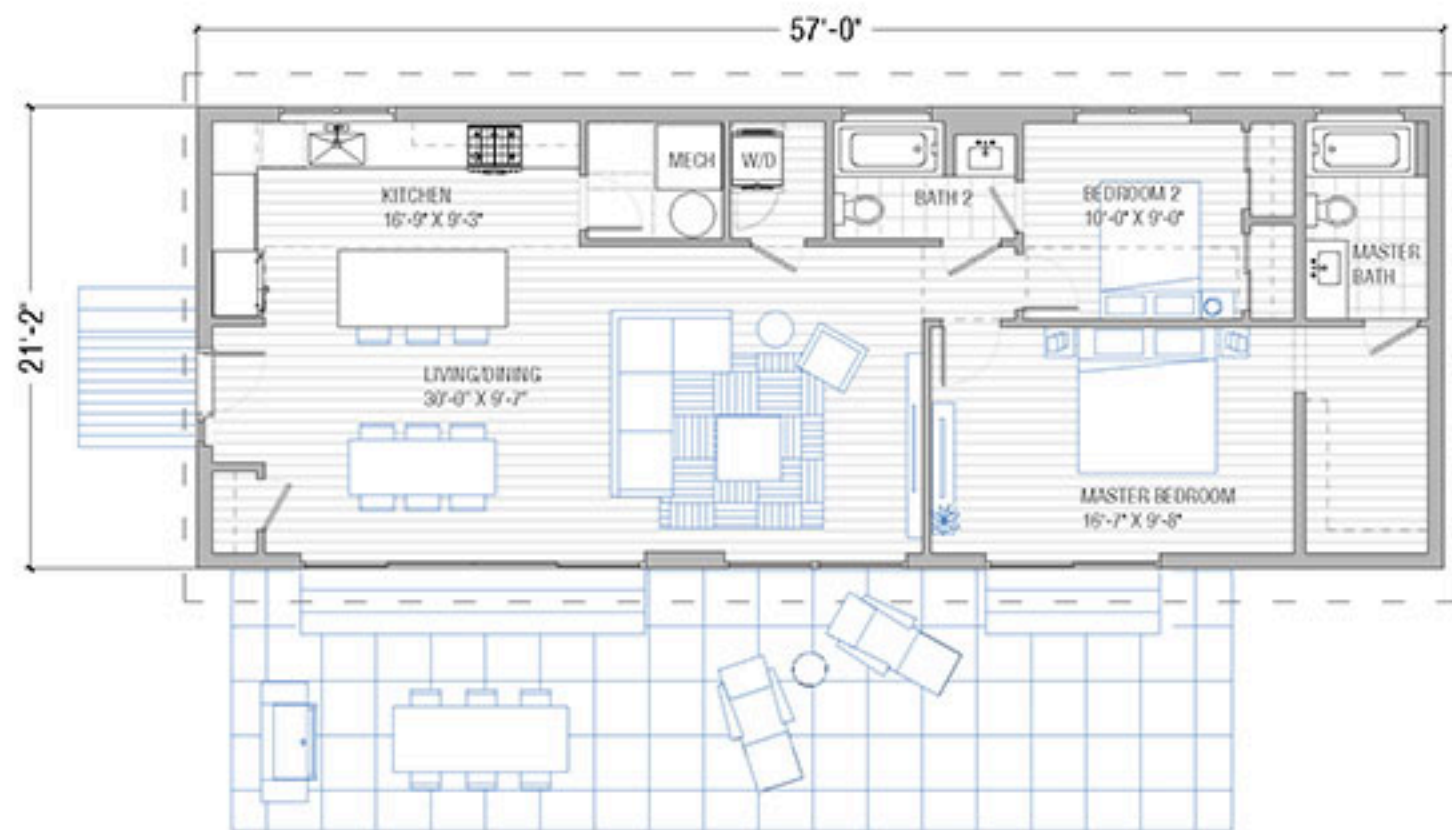 57'-0"
21'-2"
KITCHEN
16'-9" X 9'-3"
MECH
W/D
BATH 2
BEDROOM 2
10'-0" X 9'-0"
MASTER
BATH
LIVING/DINING
30'-0" X 9'-7"
MASTER BEDROOM
16'-7" X 9'-8"